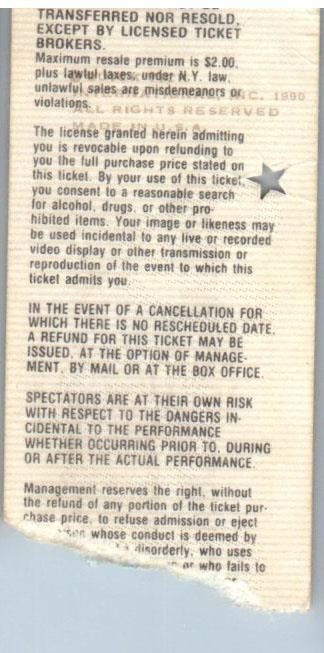 TRANSFERRED NOR RESOLD,
EXCEPT BY LICENSED TICKET
BROKERS.
Maximum resale premium is $2.00,
plus lawful taxes, under N.Y. law,
unlawful sales are misdemeanors or
INC. 1990
violations.
ALL RIGHTS RESERVED
MADE IN U.S.A.
The license granted herein admitting
you is revocable upon refunding to
you the full purchase price stated on
this ticket. By your use of this ticket,
you consent to a reasonable search
for alcohol, drugs, or other pro-
hibited items. Your image or likeness may
be used incidental to any live or recorded
video display or other transmission or
reproduction of the event to which this
ticket admits you.
IN THE EVENT OF A CANCELLATION FOR
WHICH THERE IS NO RESCHEDULED DATE,
A REFUND FOR THIS TICKET MAY BE
ISSUED, AT THE OPTION OF MANAGE-
MENT, BY MAIL OR AT THE BOX OFFICE.
SPECTATORS ARE AT THEIR OWN RISK
WITH RESPECT TO THE DANGERS IN-
CIDENTAL TO THE PERFORMANCE
WHETHER OCCURRING PRIOR TO, DURING
OR AFTER THE ACTUAL PERFORMANCE.
Management reserves the right, without
the refund of any portion of the ticket pur-
chase price, to refuse admission or eject
whose conduct is deemed by
disorderly, who uses
or who fails to